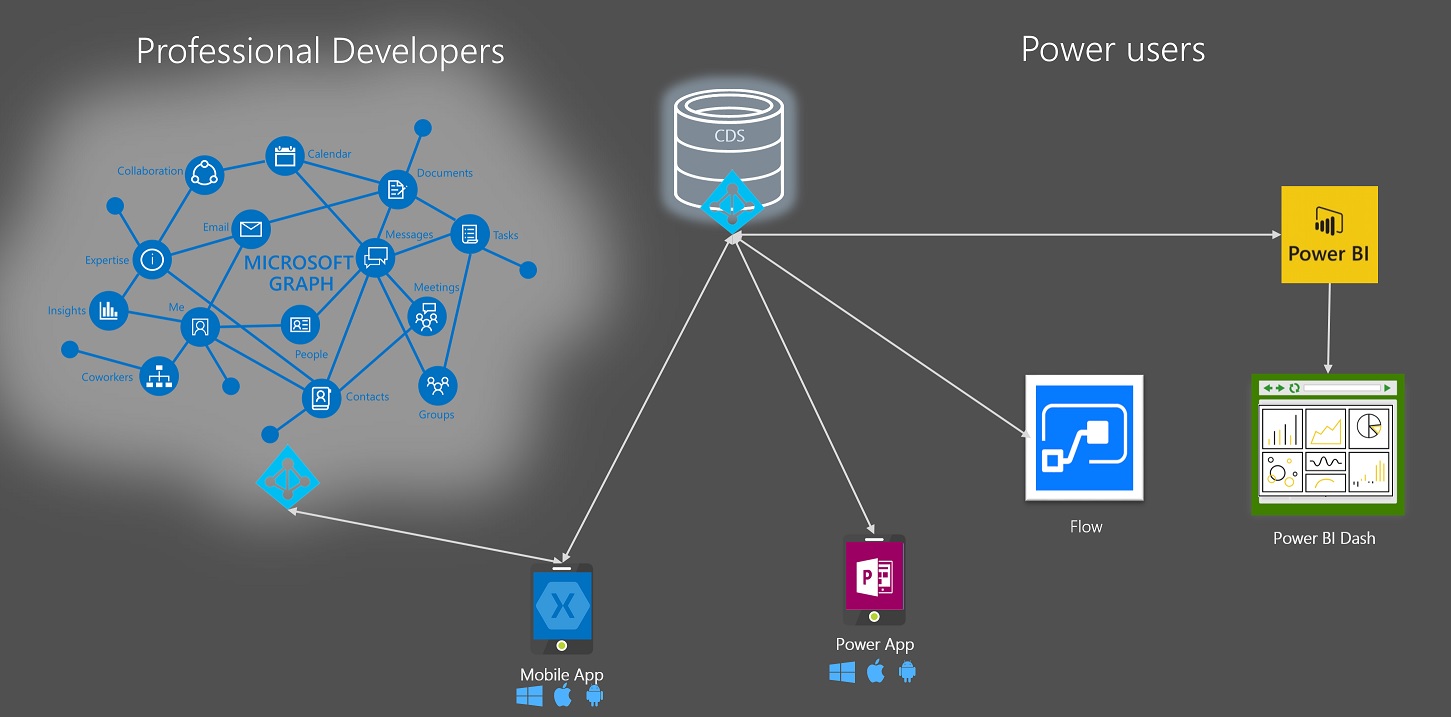 Professional Developers
Power users
CDS
Calendar
Collaboration
Documents
Email
Messages
Tasks
Expertise
MICROSOFT
GRAPH
Meetings
Insights
Me
People
Coworkers
Contacts
Groups
Power BI
Flow
Power BI Dash
X
Mobile App
P
Power App